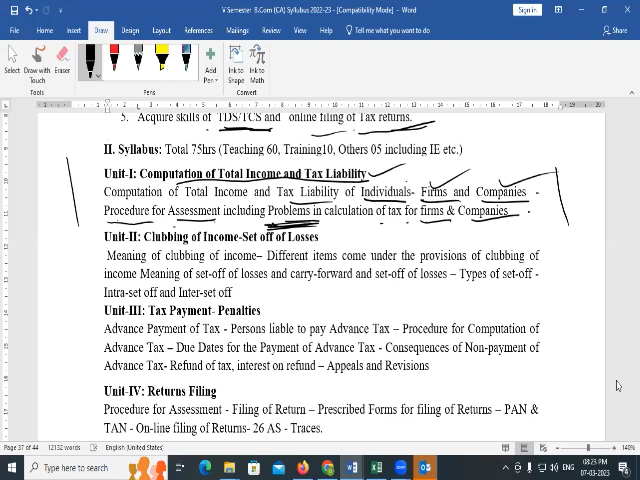 V Semester B.Com (CA) Syllabus 2022-23 - [Compatibility Mode] - Word
Sign in
File Home Insert Draw Design Layout References Mailings Review View Help Tell me what you want to do Share
Select
Draw with Touch
Eraser
Add Pen
Ink to Shape
Ink to Math
Tools
Pens
Convert
5. Acqure skills of TDS/TCS and online filing of Tax returns.
II. Syllabus: Total 75hrs (Teaching 60, Training10, Others 05 including IE etc.)
Unit-I: Computation of Total Income and Tax Liability
Computation of Total Income and Tax Liability of Individuals- Firms and Companies -
Procedure for Assessment including Problems in calculation of tax for firms & Companies
Unit-II: Clubbing of Income-Set off of Losses
Meaning of clubbing of income– Different items come under the provisions of clubbing of
income Meaning of set-off of losses and carry-forward and set-off of losses – Types of set-off -
Intra-set off and Inter-set off
Unit-III: Tax Payment- Penalties
Advance Payment of Tax - Persons liable to pay Advance Tax – Procedure for Computation of
Advance Tax – Due Dates for the Payment of Advance Tax - Consequences of Non-payment of
Advance Tax- Refund of tax, interest on refund – Appeals and Revisions
Unit-IV: Returns Filing
Procedure for Assessment - Filing of Return – Prescribed Forms for filing of Returns – PAN &
TAN - On-line filing of Returns- 26 AS - Traces.
Page 37 of 44 12132 words English (United States) 140%
Type here to search
ENG
08:23 PM
07-03-2023